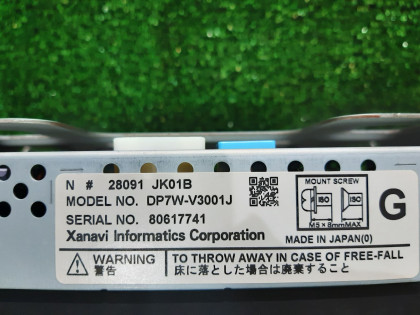 N # 28091 JK01B
MODEL NO. DP7W-V3001J
SERIAL NO. 80617741
Xanavi Informatics Corporation
MOUNT SCREW
ISO ISO
M5×8mmMAX
MADE IN JAPAN(0)
G
WARNING
警告
TO THROW AWAY IN CASE OF FREE-FALL
床に落とした場合は廃棄すること